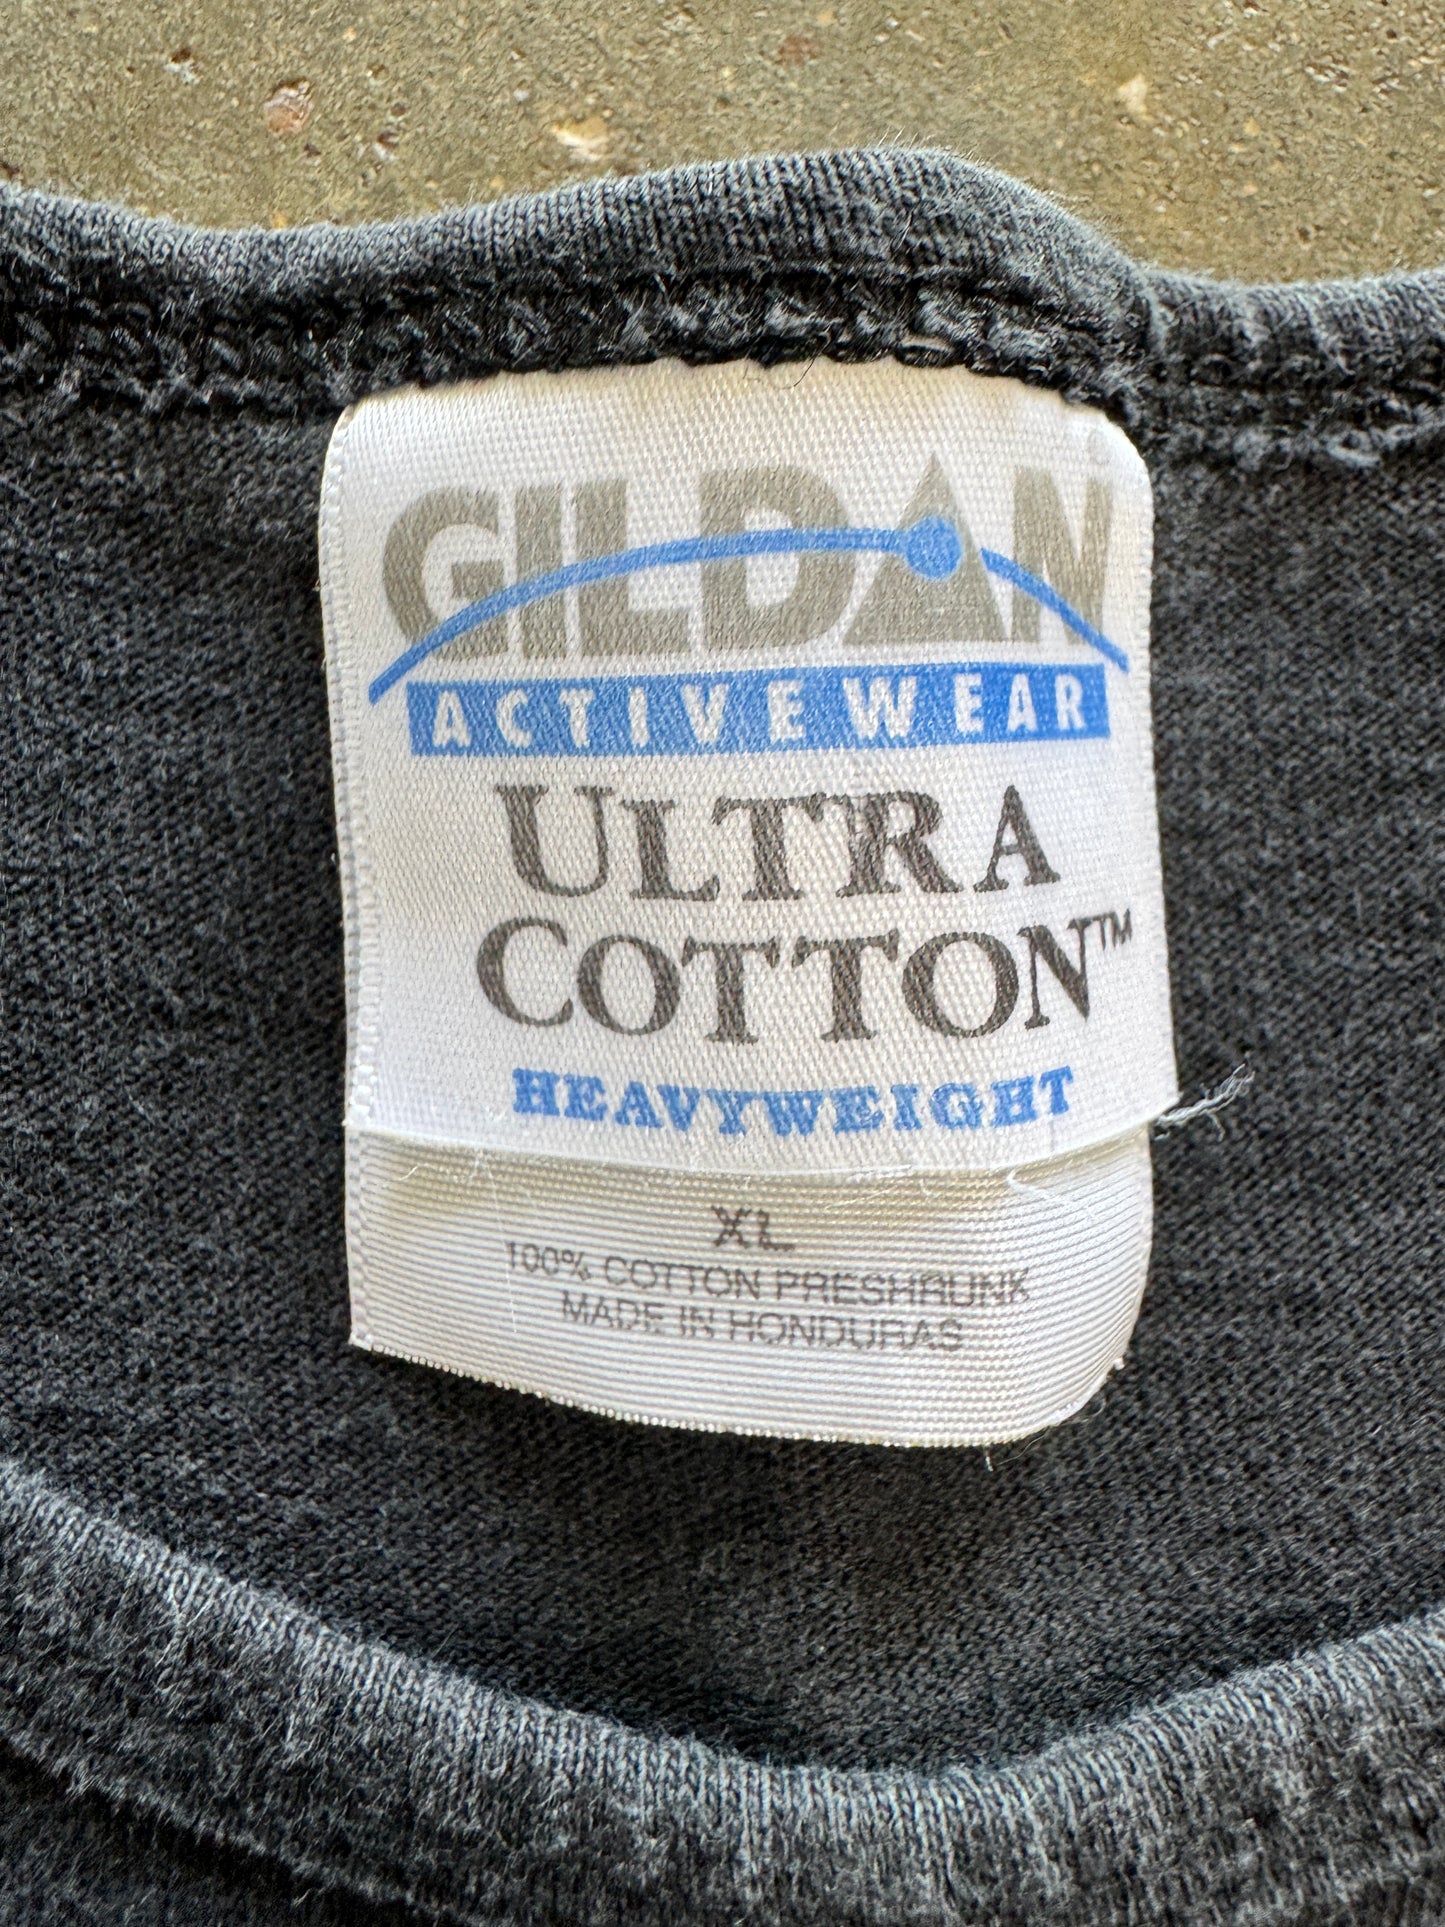 GILDAN
ACTIVEWEAR
ULTRA
COTTON™
HEAVYWEIGHT
XL
100% COTTON PRESHRUNK
MADE IN HONDURAS